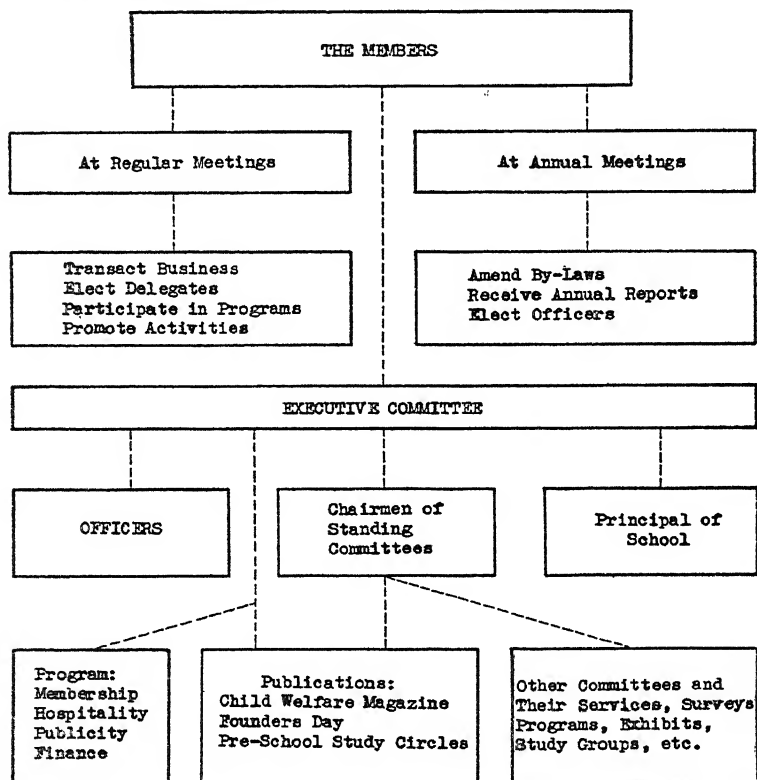 THE MEMBERS
At Regular Meetings
At Annual Meetings
Transact Business
Elect Delegates
Participate in Programs
Promote Activities
Amend By-Laws
Receive Annual Reports
Elect Officers
EXECUTIVE COMMITTEE
OFFICERS
Chairmen of
Standing
Committees
Principal of
School
Program:
Membership
Hospitality
Publicity
Finance
Publications:
Child Welfare Magazine
Founders Day
Pre-School Study Circles
Other Committees and
Their Services, Surveys
Programs, Exhibits,
Study Groups, etc.